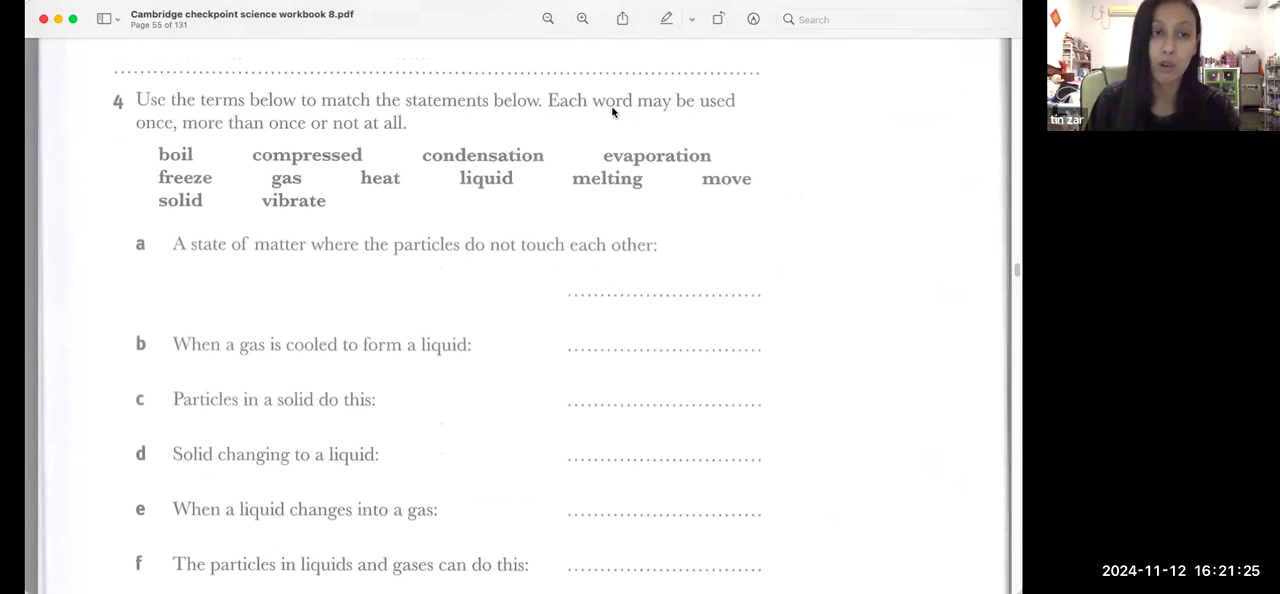 Cambridge checkpoint science workbook 8.pdf
Page 55 of 131
Search
tin zar
4 Use the terms below to match the statements below. Each word may be used
once, more than once or not at all.
boil compressed condensation evaporation
freeze gas heat liquid melting move
solid vibrate
a A state of matter where the particles do not touch each other:
b When a gas is cooled to form a liquid:
c Particles in a solid do this:
d Solid changing to a liquid:
e When a liquid changes into a gas:
f The particles in liquids and gases can do this:
2024-11-12 16:21:25